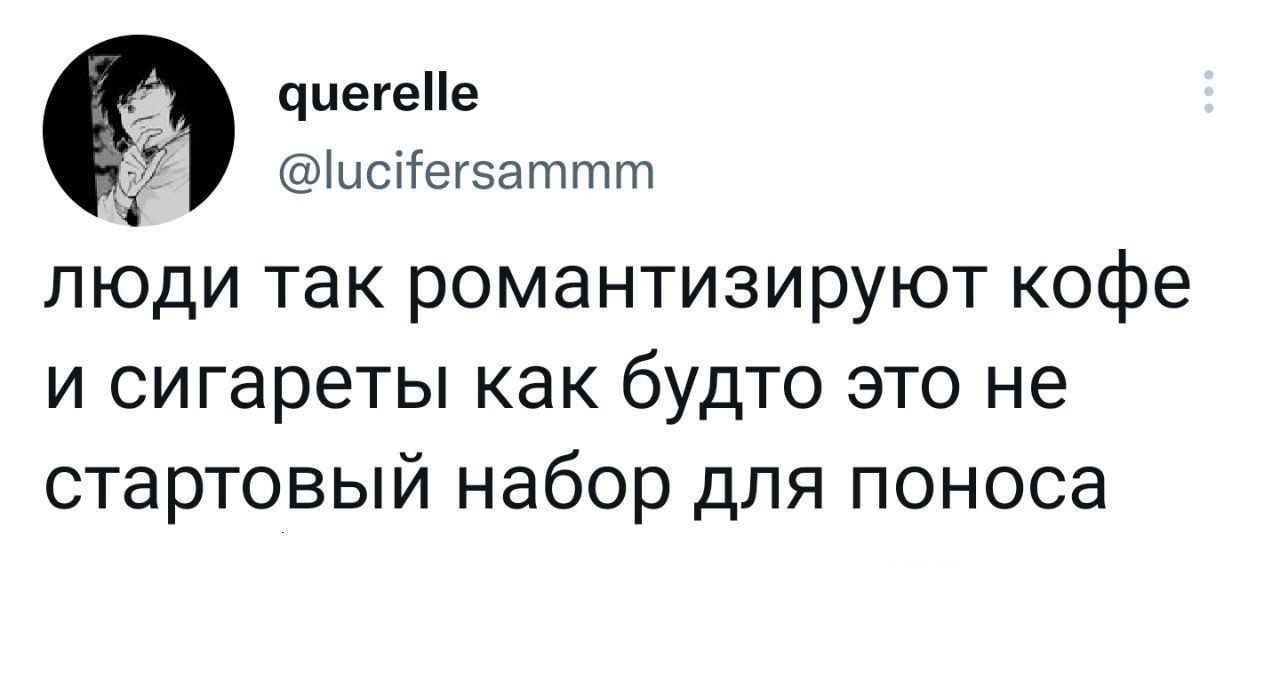 querelle
@lucifersammm
люди так романтизируют кофе
и сигареты как будто это не
стартовый набор для поноса